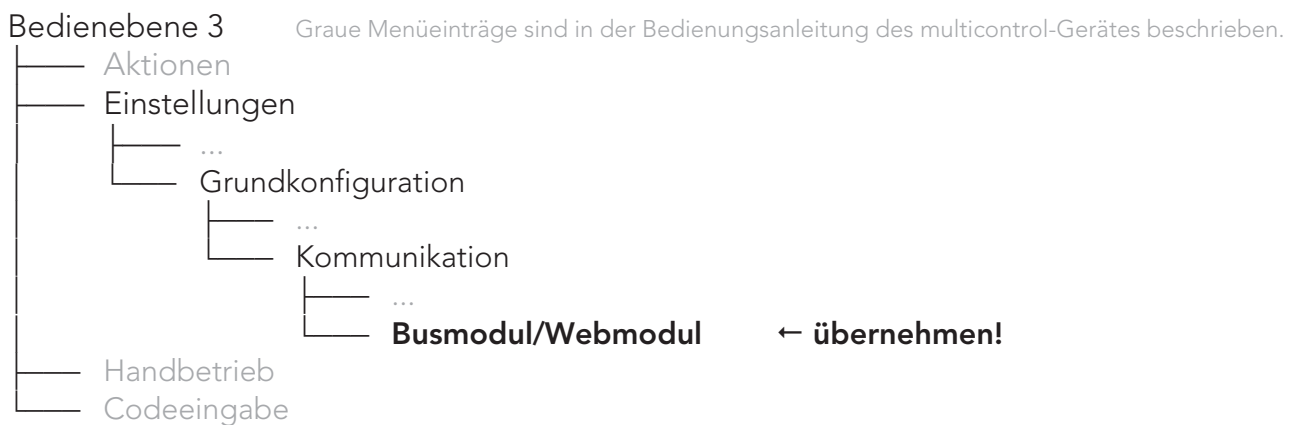 Bedienebene 3 Graue Menüeinträge sind in der Bedienungsanleitung des multicontrol-Gerätes beschrieben.
Aktionen
Einstellungen
...
Grundkonfiguration
...
Kommunikation
...
Busmodul/Webmodul ← übernehmen!
Handbetrieb
Codeeingabe